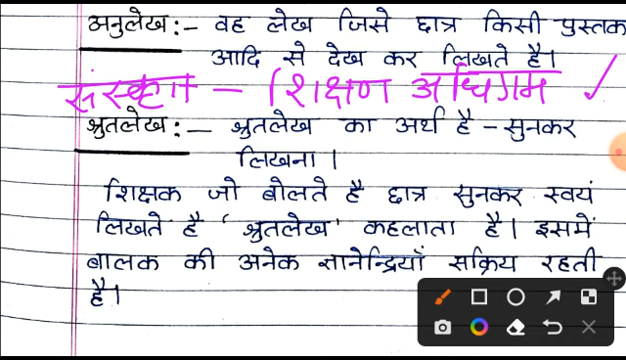 अनुलेख:- वह लेख जिसे छात्र किसी पुस्तक
आदि से देख कर लिखते है।
संस्कृत - शिक्षण अधिगम ✓
श्रुतलेख:- श्रुतलेख का अर्थ है - सुनकर
लिखना।
शिक्षक जो बोलते है छात्र सुनकर स्वयं
लिखते है 'श्रुतलेख' कहलाता है। इसमें
बालक की अनेक ज्ञानेन्द्रियाँ सक्रिय रहती
है।